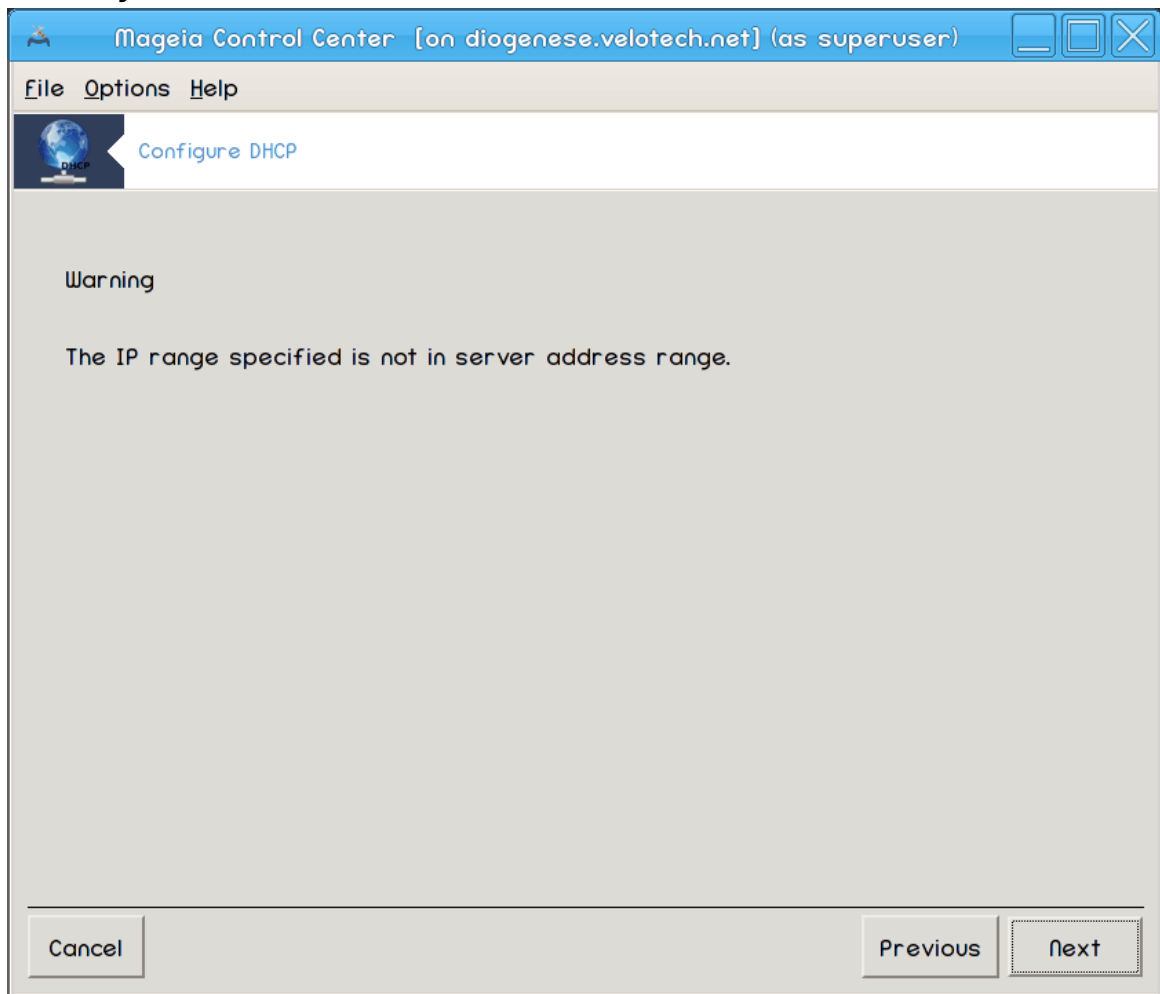 Mageia Control Center [on diogenese.velotech.net] (as superuser)
File Options Help
DHCP
Configure DHCP
Warning
The IP range specified is not in server address range.
Cancel Previous Next